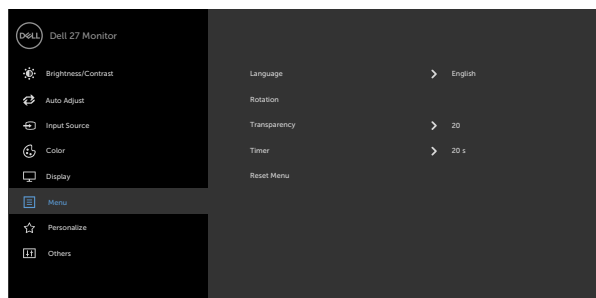 DELL Dell 27 Monitor
Brightness/Contrast
Auto Adjust
Input Source
Color
Display
Menu
Personalize
Others
Language English
Rotation
Transparency 20
Timer 20 s
Reset Menu